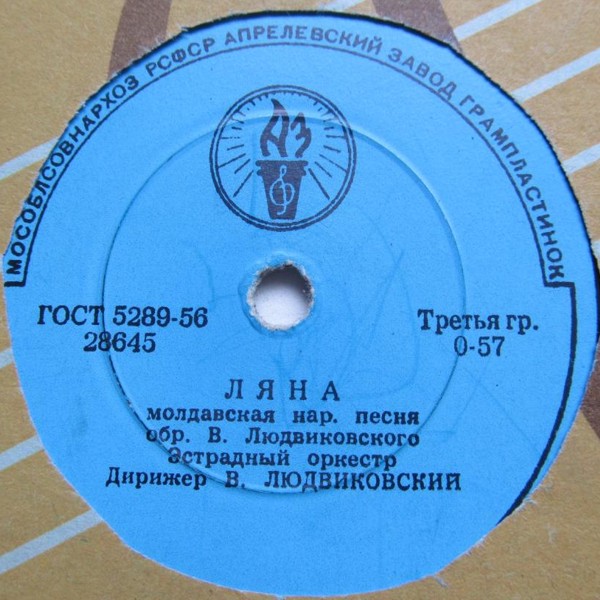 МОСОБЛСОВНАРХОЗ РСФСР АПРЕЛЕВСКИЙ ЗАВОД ГРАМПЛАСТИНОК
АЗ
ГОСТ 5289-56
28645
Третья гр.
0-57
ЛЯНА
молдавская нар. песня
обр. В. Людвиковского
Эстрадный оркестр
Дирижер В. ЛЮДВИКОВСКИЙ